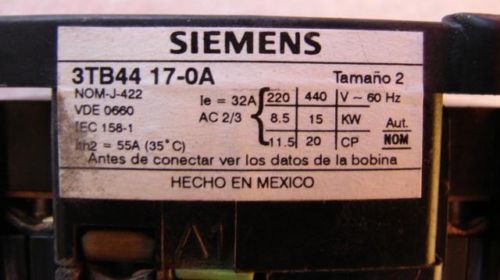 SIEMENS
3TB44 17-0A Tamaño 2
NOM-J-422 Ie = 32A 220 440 V ~ 60 Hz
VDE 0660 AC 2/3 8.5 15 KW Aut.
IEC 158-1 11.5 20 CP NOM
= 55A (35°C)
Antes de conectar ver los datos de la bobina
HECHO EN MEXICO
A1